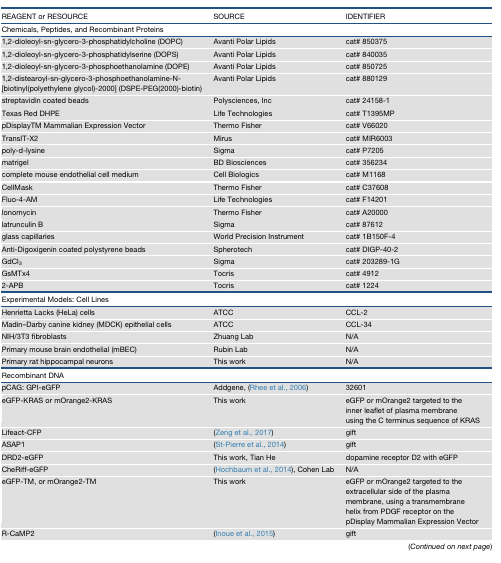 REAGENT or RESOURCE SOURCE IDENTIFIER
Chemicals, Peptides, and Recombinant Proteins
1,2-dioleoyl-sn-glycero-3-phosphatidylcholine (DOPC) Avanti Polar Lipids cat# 850375
1,2-dioleoyl-sn-glycero-3-phosphatidylserine (DOPS) Avanti Polar Lipids cat# 840035
1,2-dioleoyl-sn-glycero-3-phosphoethanolamine (DOPE) Avanti Polar Lipids cat# 850725
1,2-distearoyl-sn-glycero-3-phosphoethanolamine-N- Avanti Polar Lipids cat# 880129
[biotinyl(polyethylene glycol)-2000] (DSPE-PEG(2000)-biotin)
streptavidin coated beads Polysciences, Inc cat# 24158-1
Texas Red DHPE Life Technologies cat# T1395MP
pDisplayTM Mammalian Expression Vector Thermo Fisher cat# V66020
TransIT-X2 Mirus cat# MIR6003
poly-d-lysine Sigma cat# P7205
matrigel BD Biosciences cat# 356234
complete mouse endothelial cell medium Cell Biologics cat# M1168
CellMask Thermo Fisher cat# C37608
Fluo-4-AM Life Technologies cat# F14201
Ionomycin Thermo Fisher cat# A20000
latrunculin B Sigma cat# 87612
glass capillaries World Precision Instrument cat# 1B150F-4
Anti-Digoxigenin coated polystyrene beads Spherotech cat# DIGP-40-2
GdCl₃ Sigma cat# 203289-1G
GsMTx4 Tocris cat# 4912
2-APB Tocris cat# 1224
Experimental Models: Cell Lines
Henrietta Lacks (HeLa) cells ATCC CCL-2
Madin–Darby canine kidney (MDCK) epithelial cells ATCC CCL-34
NIH/3T3 fibroblasts Zhuang Lab N/A
Primary mouse brain endothelial (mBEC) Rubin Lab N/A
Primary rat hippocampal neurons This work N/A
Recombinant DNA
pCAG: GPI-eGFP Addgene, (Rhee et al., 2006) 32601
eGFP-KRAS or mOrange2-KRAS This work eGFP or mOrange2 targeted to the
inner leaflet of plasma membrane
using the C terminus sequence of KRAS
Lifeact-CFP (Zeng et al., 2017) gift
ASAP1 (St-Pierre et al., 2014) gift
DRD2-eGFP This work, Tian He dopamine receptor D2 with eGFP
CheRiff-eGFP (Hochbaum et al., 2014), Cohen Lab N/A
eGFP-TM, or mOrange2-TM This work eGFP or mOrange2 targeted to the
extracellular side of the plasma
membrane, using a transmembrane
helix from PDGF receptor on the
pDisplay Mammalian Expression Vector
R-CaMP2 (Inoue et al., 2015) gift
(Continued on next page)